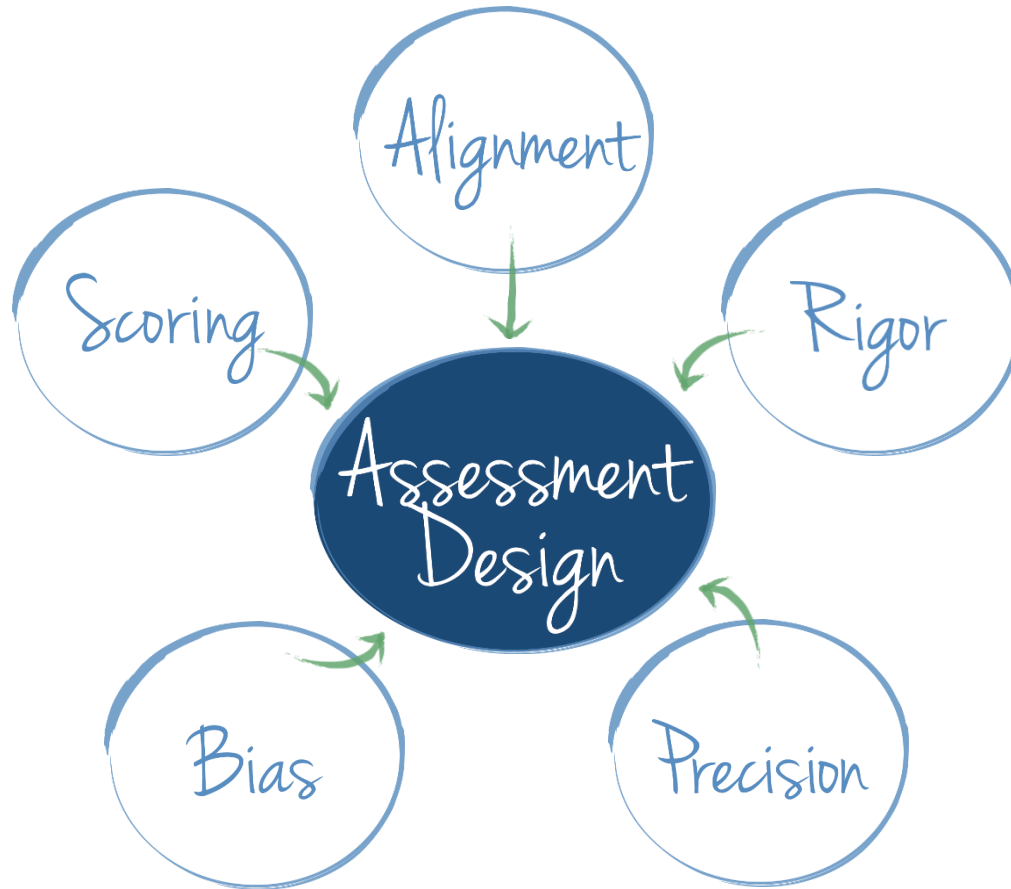 Alignment
Scoring
Rigor
Assessment
Design
Bias
Precision